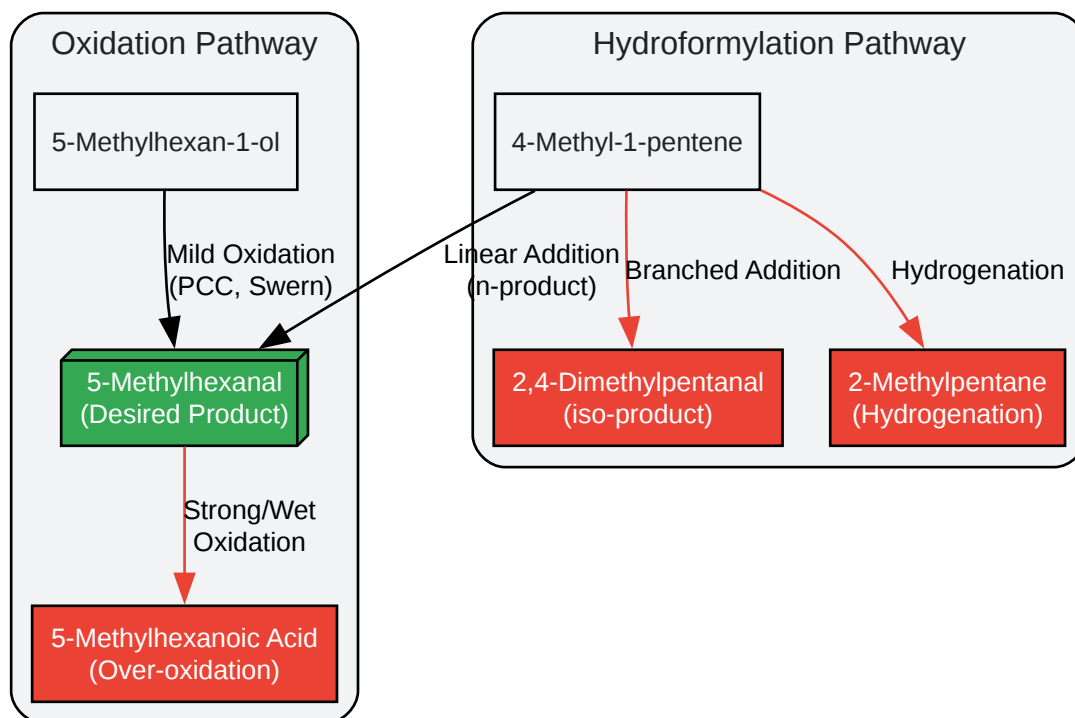 Oxidation Pathway
5-Methylhexan-1-ol
Mild Oxidation
(PCC, Swern)
5-Methylhexanal
(Desired Product)
Strong/Wet
Oxidation
5-Methylhexanoic Acid
(Over-oxidation)
Hydroformylation Pathway
4-Methyl-1-pentene
Linear Addition
(n-product)
Branched Addition
Hydrogenation
2,4-Dimethylpentanal
(iso-product)
2-Methylpentane
(Hydrogenation)